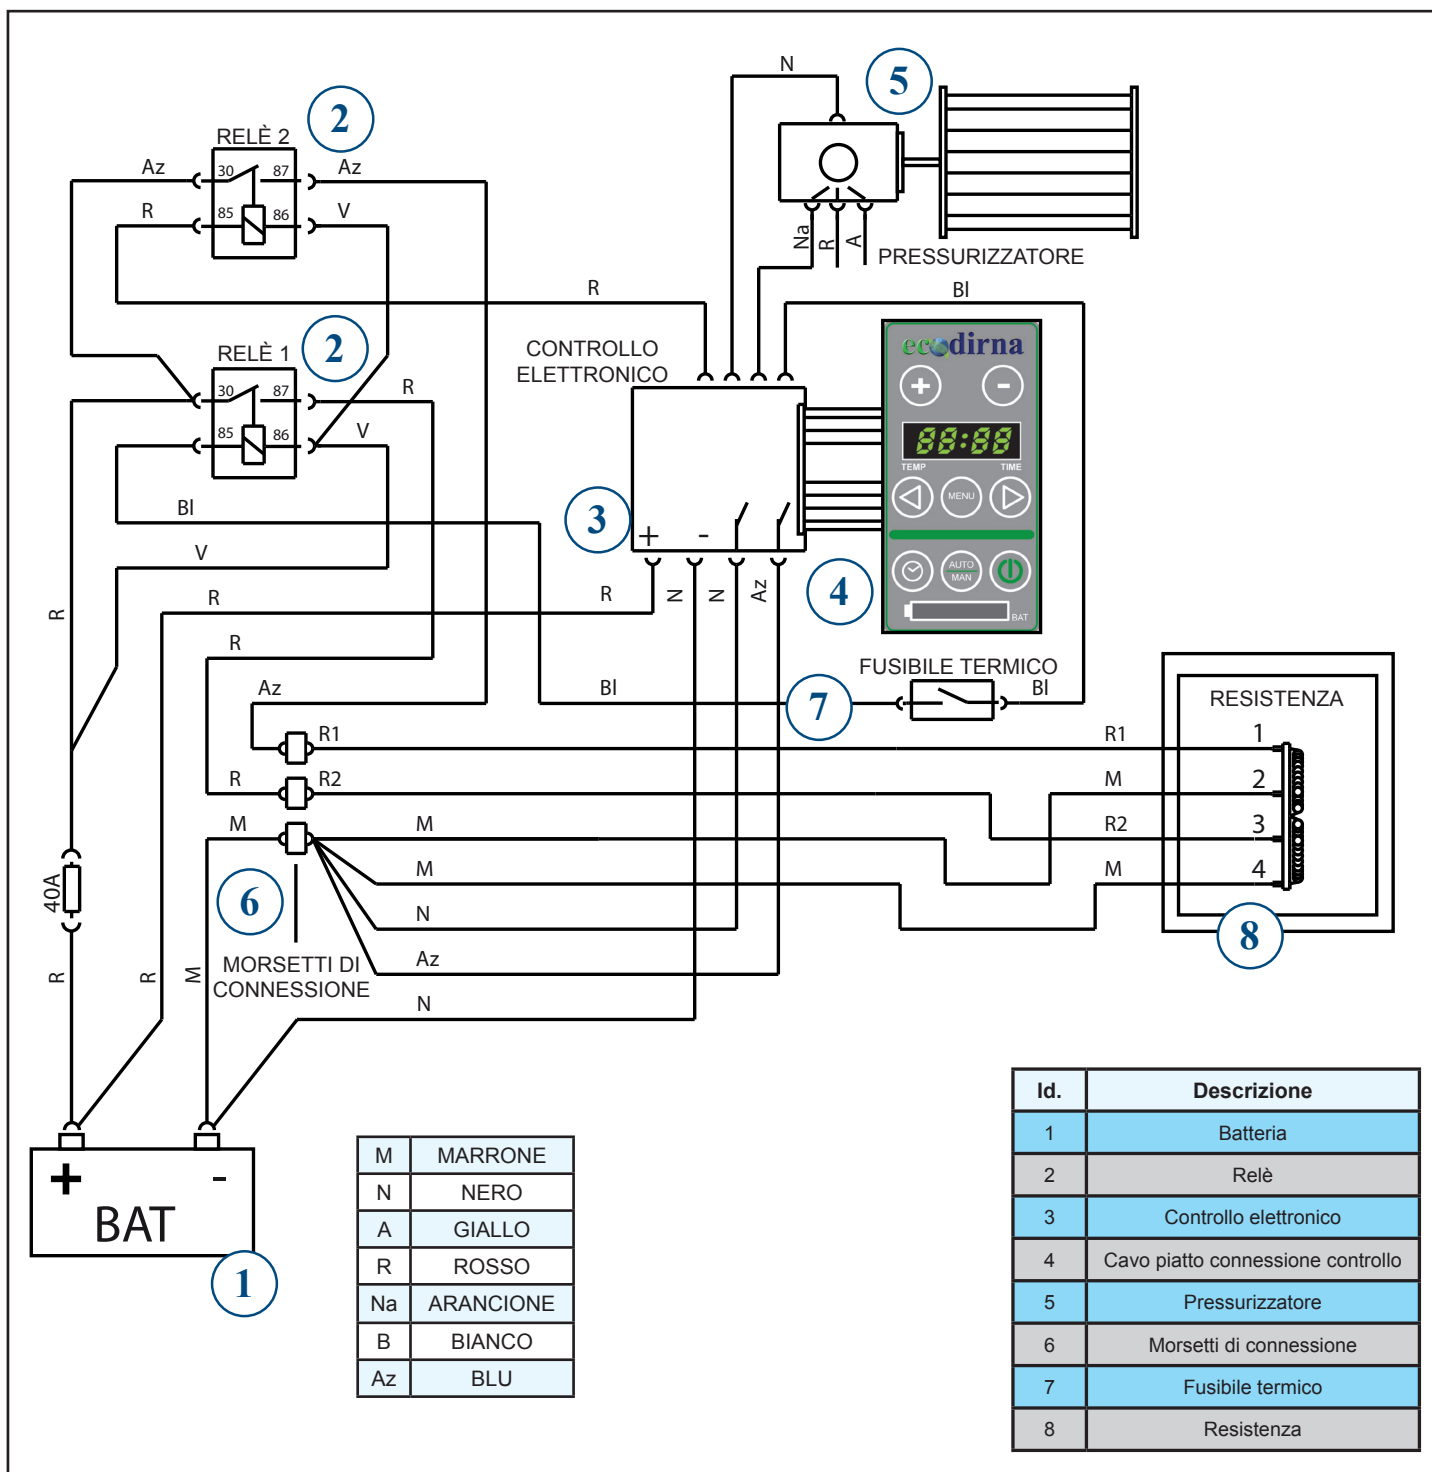 N
5
2
RELÈ 2
Az
30
87
Az
R
85
86
V
Na
R
A
PRESSURIZZATORE
R
Bl
2
RELÈ 1
CONTROLLO
ELETTRONICO
ecodirna
30
87
R
85
86
V
88:88
TEMP
TIME
MENU
Bl
3
+
-
V
R
R
R
N
N
Az
4
AUTO
MAN
BAT
R
R
FUSIBILE TERMICO
Az
Bl
7
Bl
RESISTENZA
R1
R1
1
R
R2
M
2
M
M
R2
3
40A
6
M
M
4
N
8
R
R
M
MORSETTI DI
CONNESSIONE
Az
N
+
-
BAT
1
M MARRONE
N NERO
A GIALLO
R ROSSO
Na ARANCIONE
B BIANCO
Az BLU
Id. Descrizione
1 Batteria
2 Relè
3 Controllo elettronico
4 Cavo piatto connessione controllo
5 Pressurizzatore
6 Morsetti di connessione
7 Fusibile termico
8 Resistenza